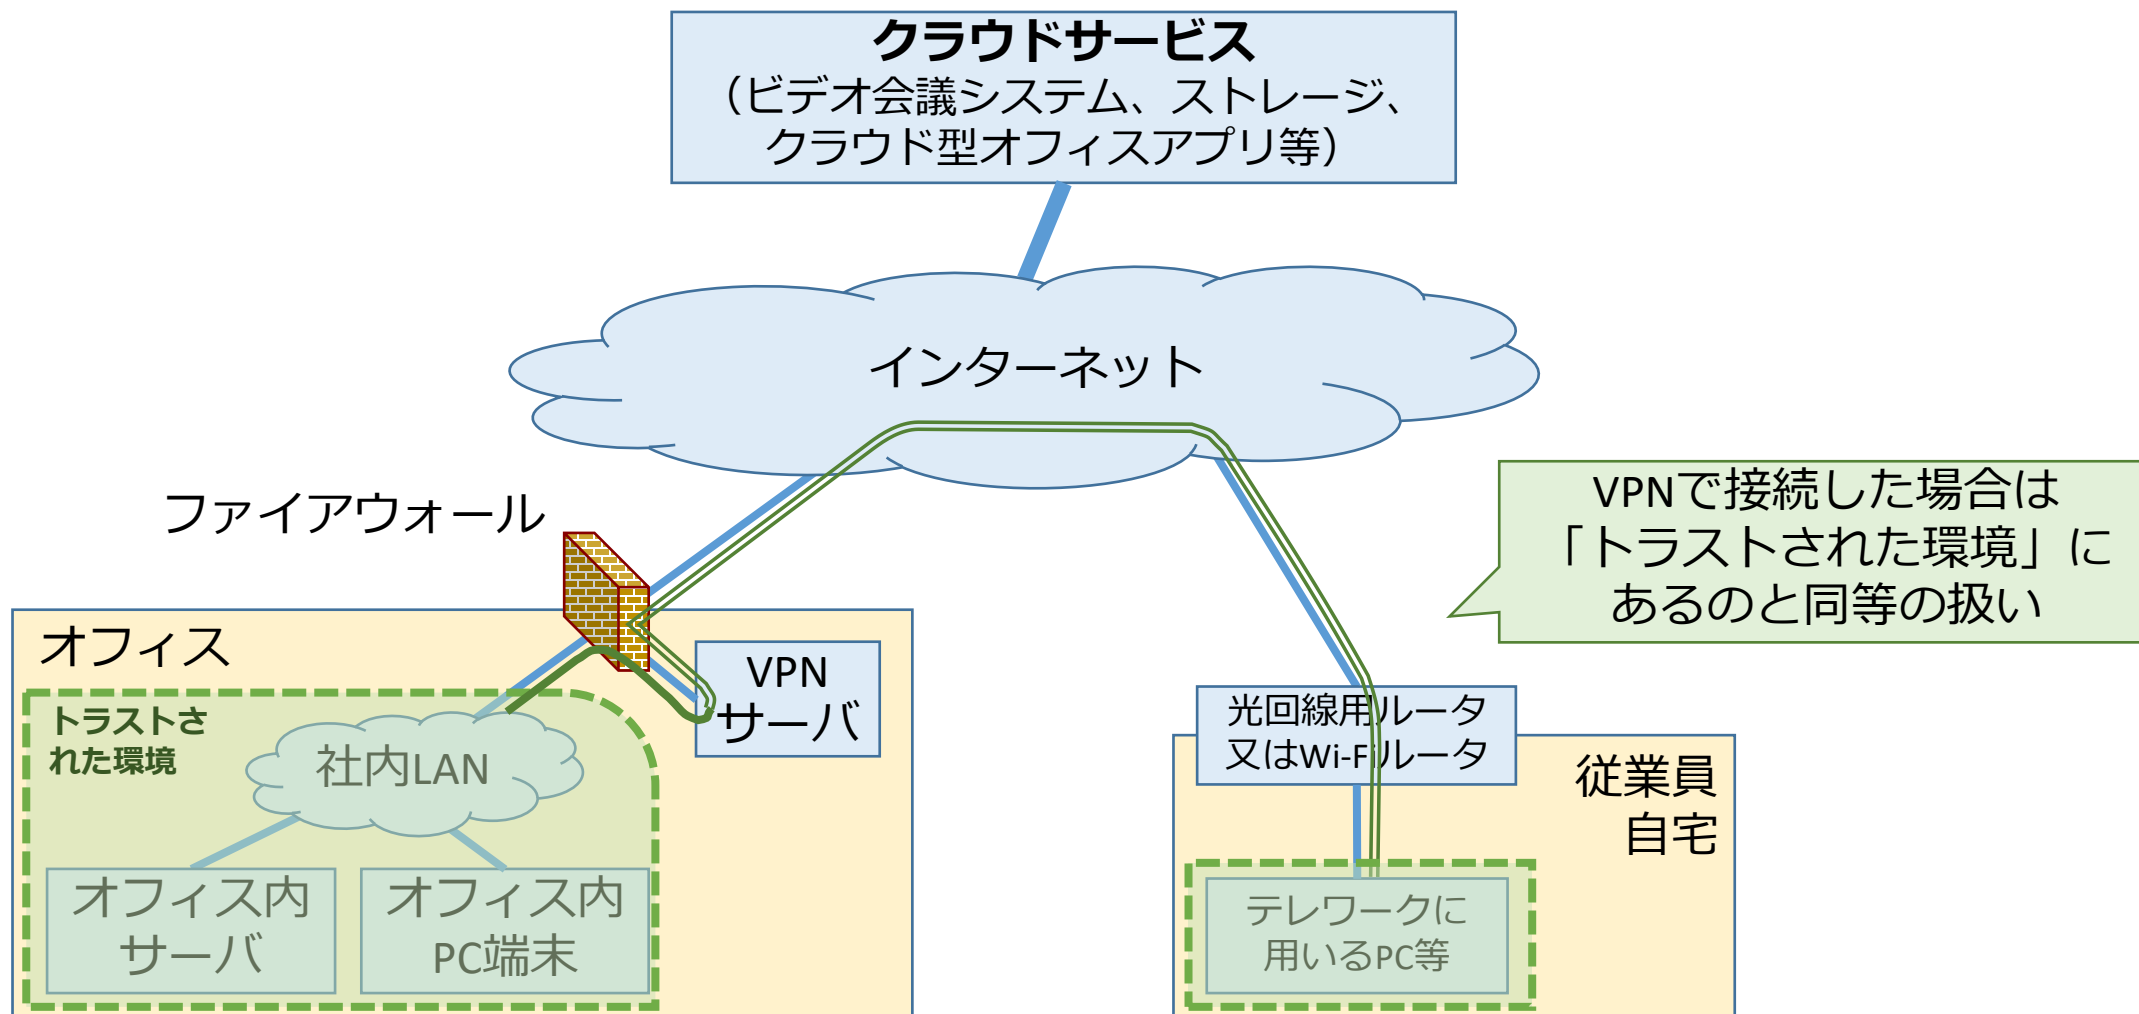 クラウドサービス
（ビデオ会議システム、ストレージ、
クラウド型オフィスアプリ等）
インターネット
ファイアウォール
VPNで接続した場合は
「トラストされた環境」に
あるのと同等の扱い
オフィス
VPN
サーバ
トラストさ
れた環境
社内LAN
オフィス内
サーバ
オフィス内
PC端末
光回線用ルータ
又はWi-Fiルータ
従業員
自宅
テレワークに
用いるPC等